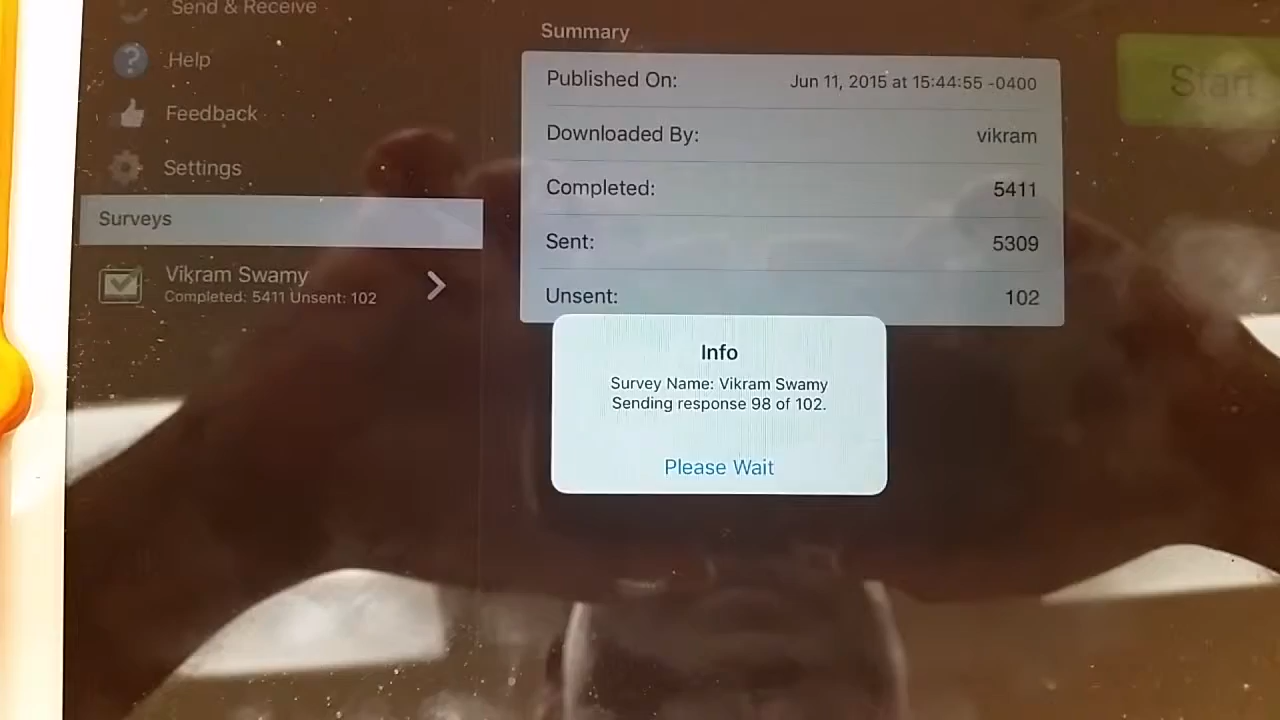 Send & Receive
Help
Feedback
Settings
Surveys
Vikram Swamy
Completed: 5411 Unsent: 102
Summary
Published On: Jun 11, 2015 at 15:44:55 -0400
Downloaded By: vikram
Completed: 5411
Sent: 5309
Unsent: 102
Start
Info
Survey Name: Vikram Swamy
Sending response 98 of 102.
Please Wait